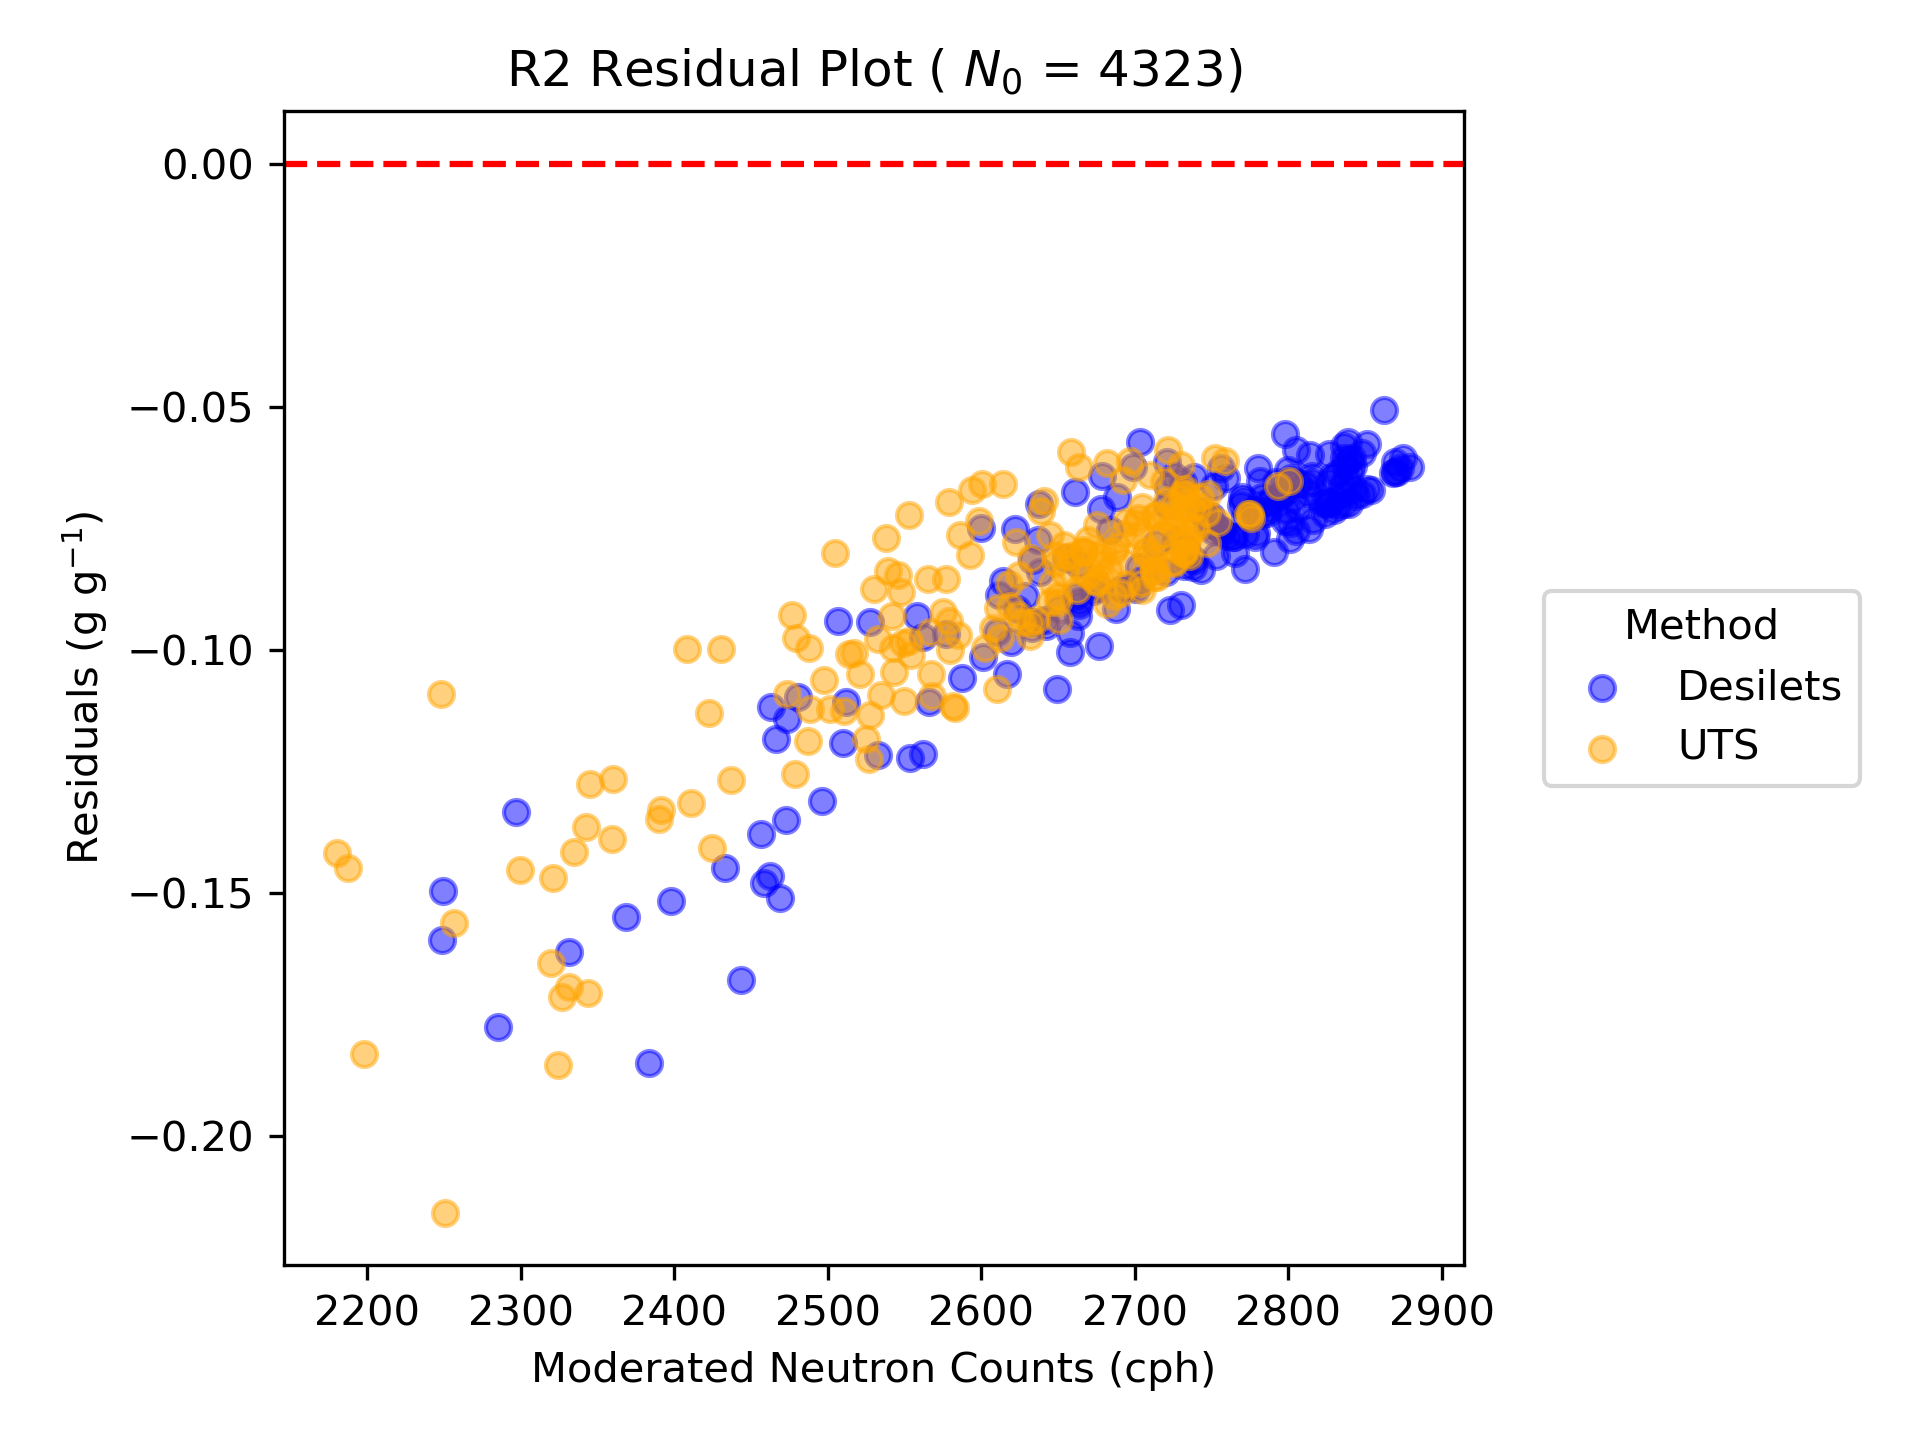 R2 Residual Plot ( N₀ = 4323)
0.00
−0.05
−0.10
−0.15
−0.20
Residuals (g g⁻¹)
2200 2300 2400 2500 2600 2700 2800 2900
Moderated Neutron Counts (cph)
Method
Desilets
UTS